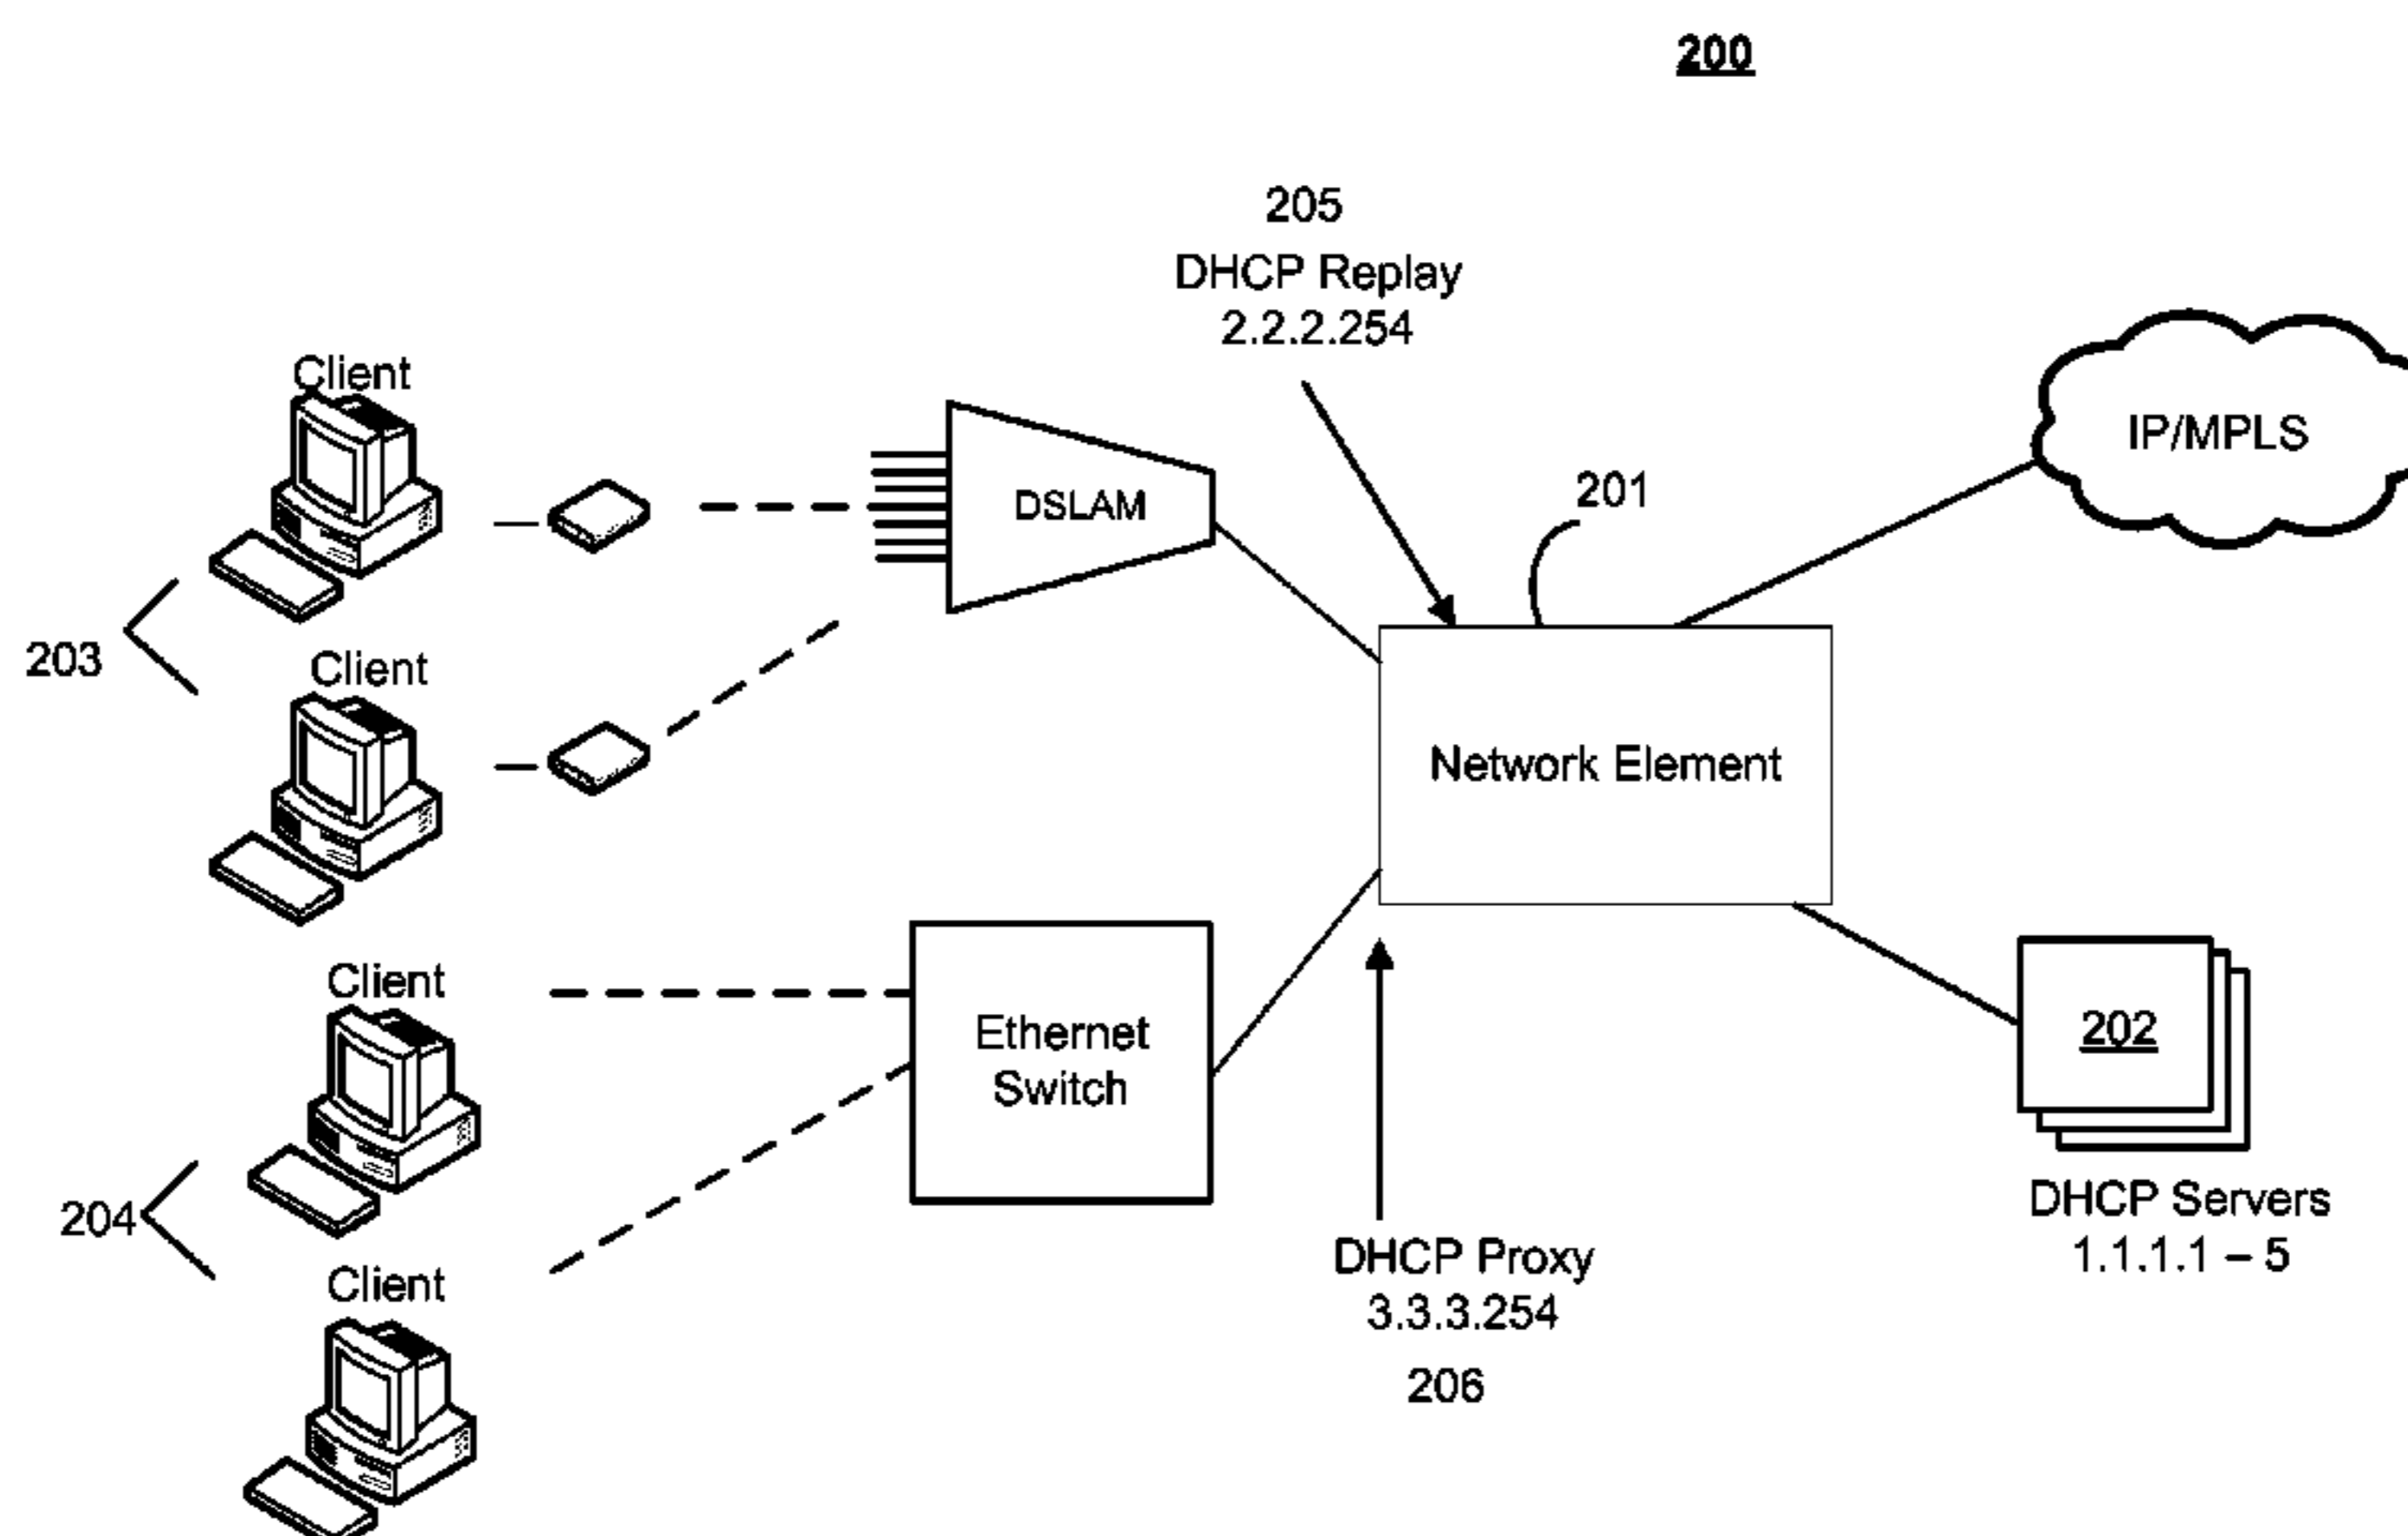 200
205
DHCP Replay
2.2.2.254
Client
IP/MPLS
201
DSLAM
203
Client
Network Element
Client
Ethernet
Switch
202
204
DHCP Servers
1.1.1.1 – 5
DHCP Proxy
3.3.3.254
Client
206